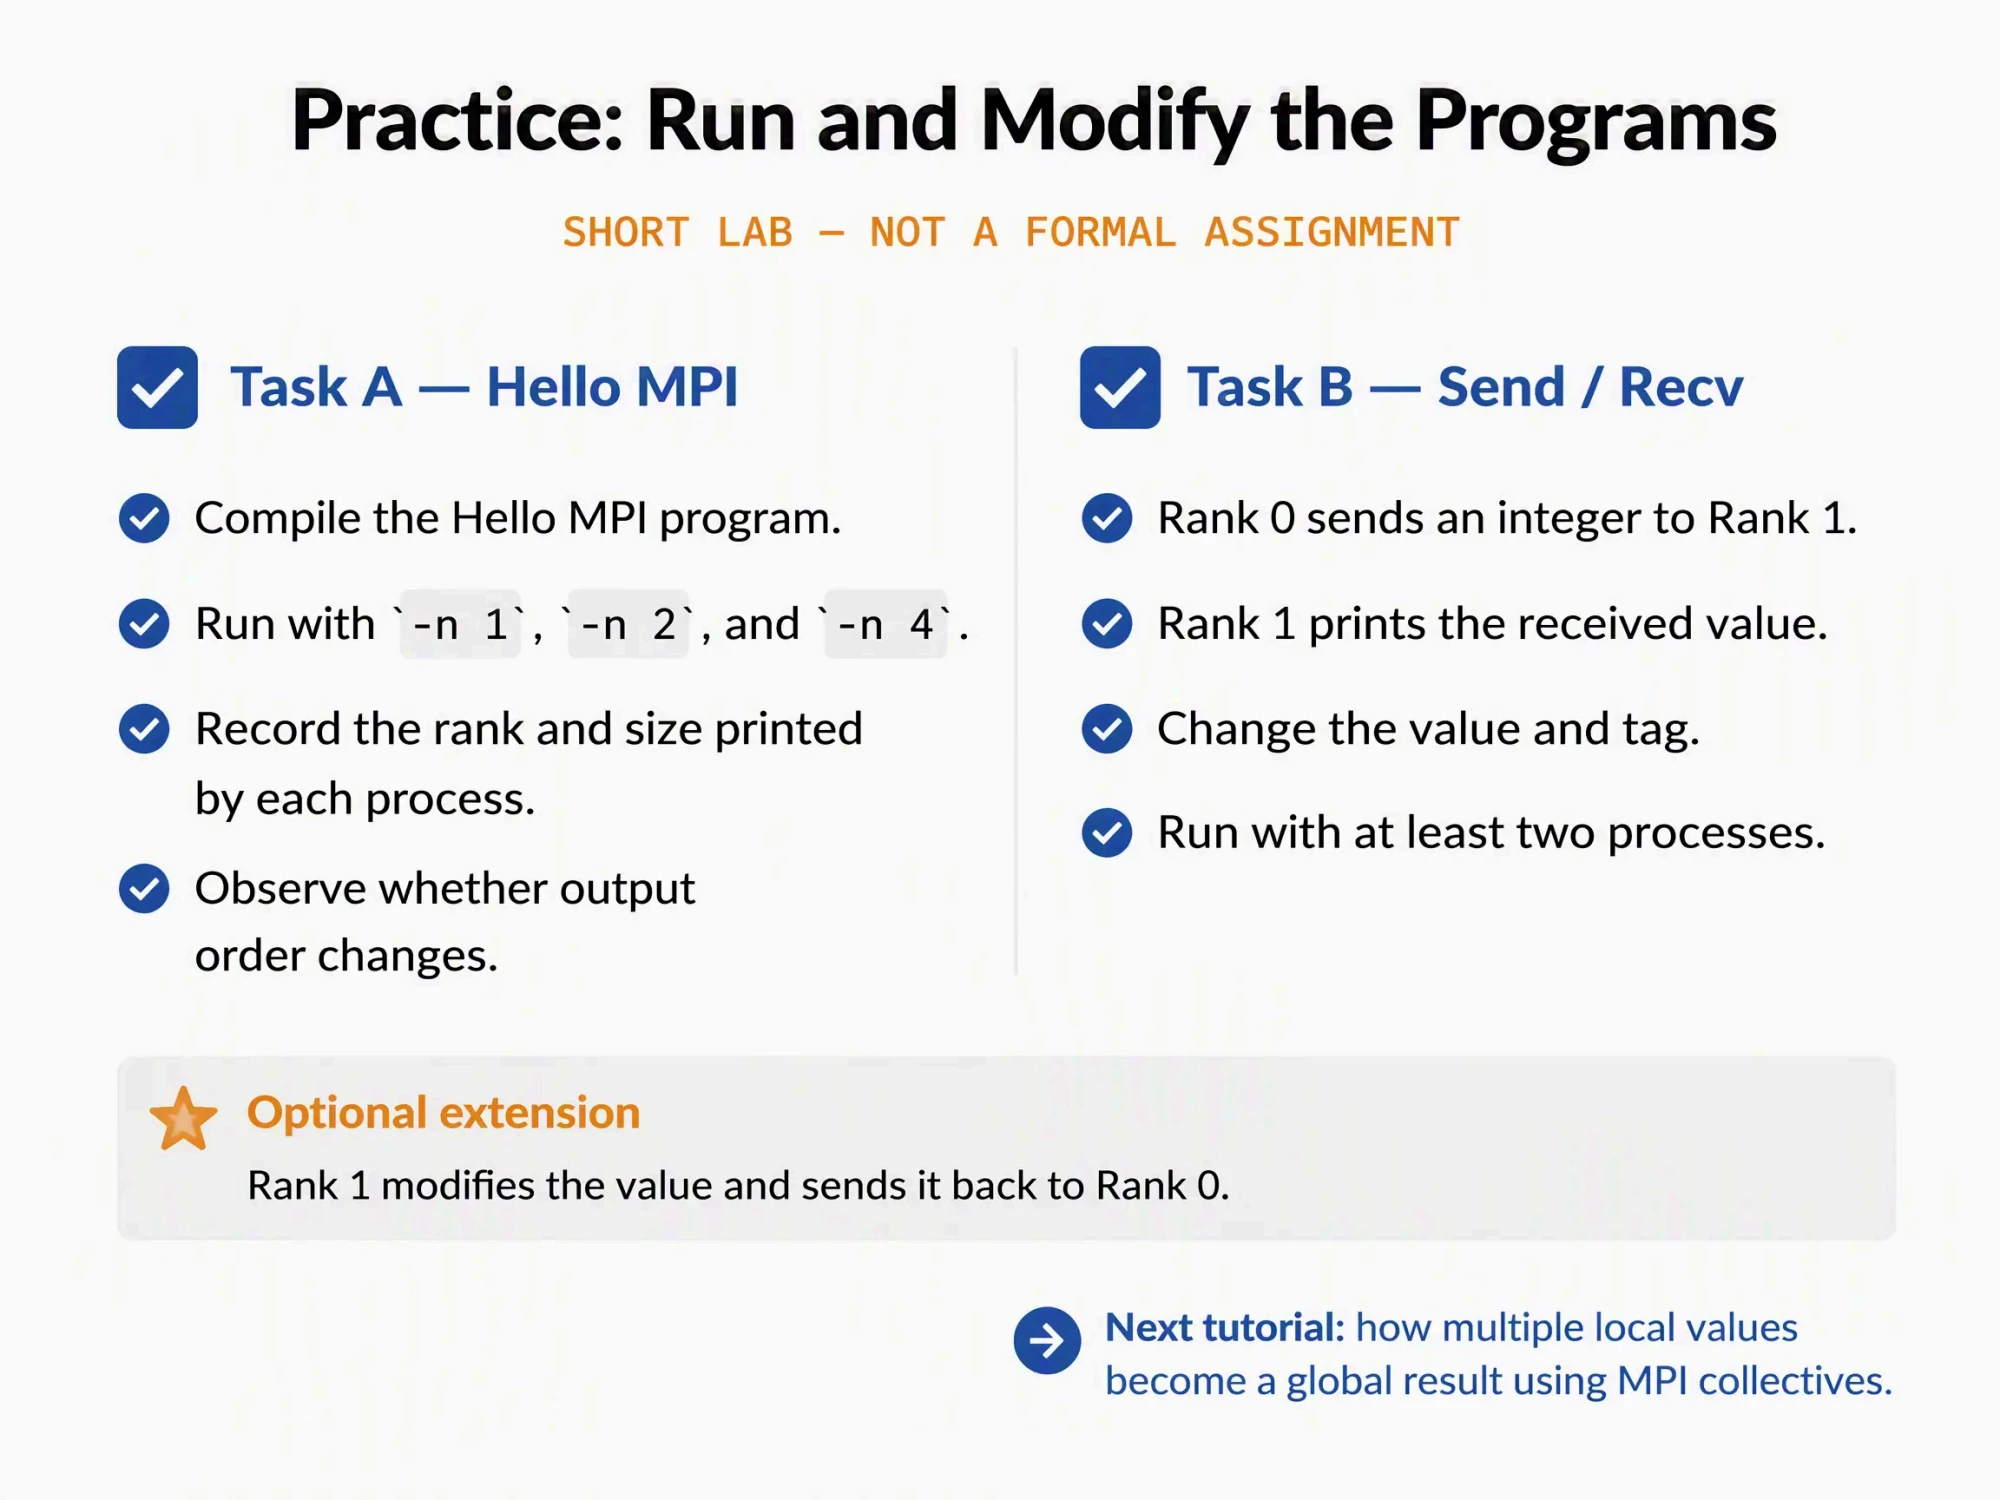 Practice: Run and Modify the Programs
SHORT LAB — NOT A FORMAL ASSIGNMENT
Task A — Hello MPI
Compile the Hello MPI program.
Run with `-n 1`, `-n 2`, and `-n 4`.
Record the rank and size printed
by each process.
Observe whether output
order changes.
Task B — Send / Recv
Rank 0 sends an integer to Rank 1.
Rank 1 prints the received value.
Change the value and tag.
Run with at least two processes.
Optional extension
Rank 1 modifies the value and sends it back to Rank 0.
Next tutorial: how multiple local values
become a global result using MPI collectives.